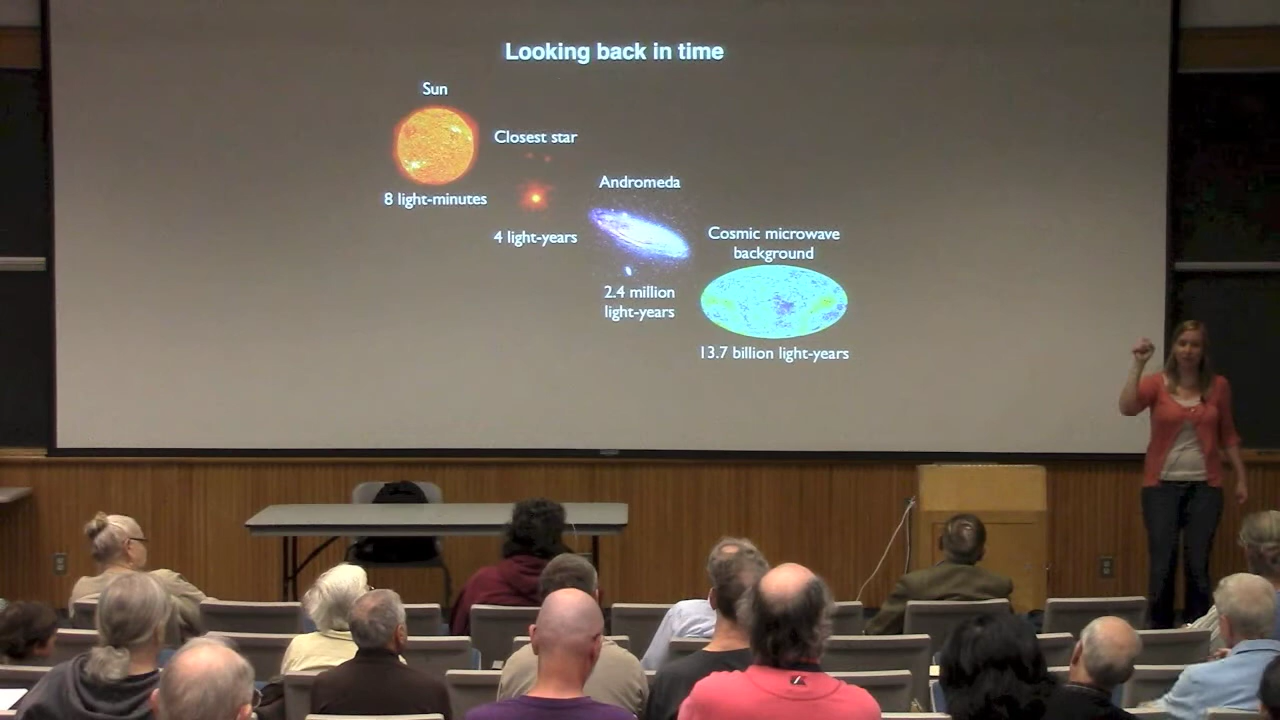 Looking back in time
Sun
Closest star
8 light-minutes
Andromeda
4 light-years
Cosmic microwave
background
2.4 million
light-years
13.7 billion light-years